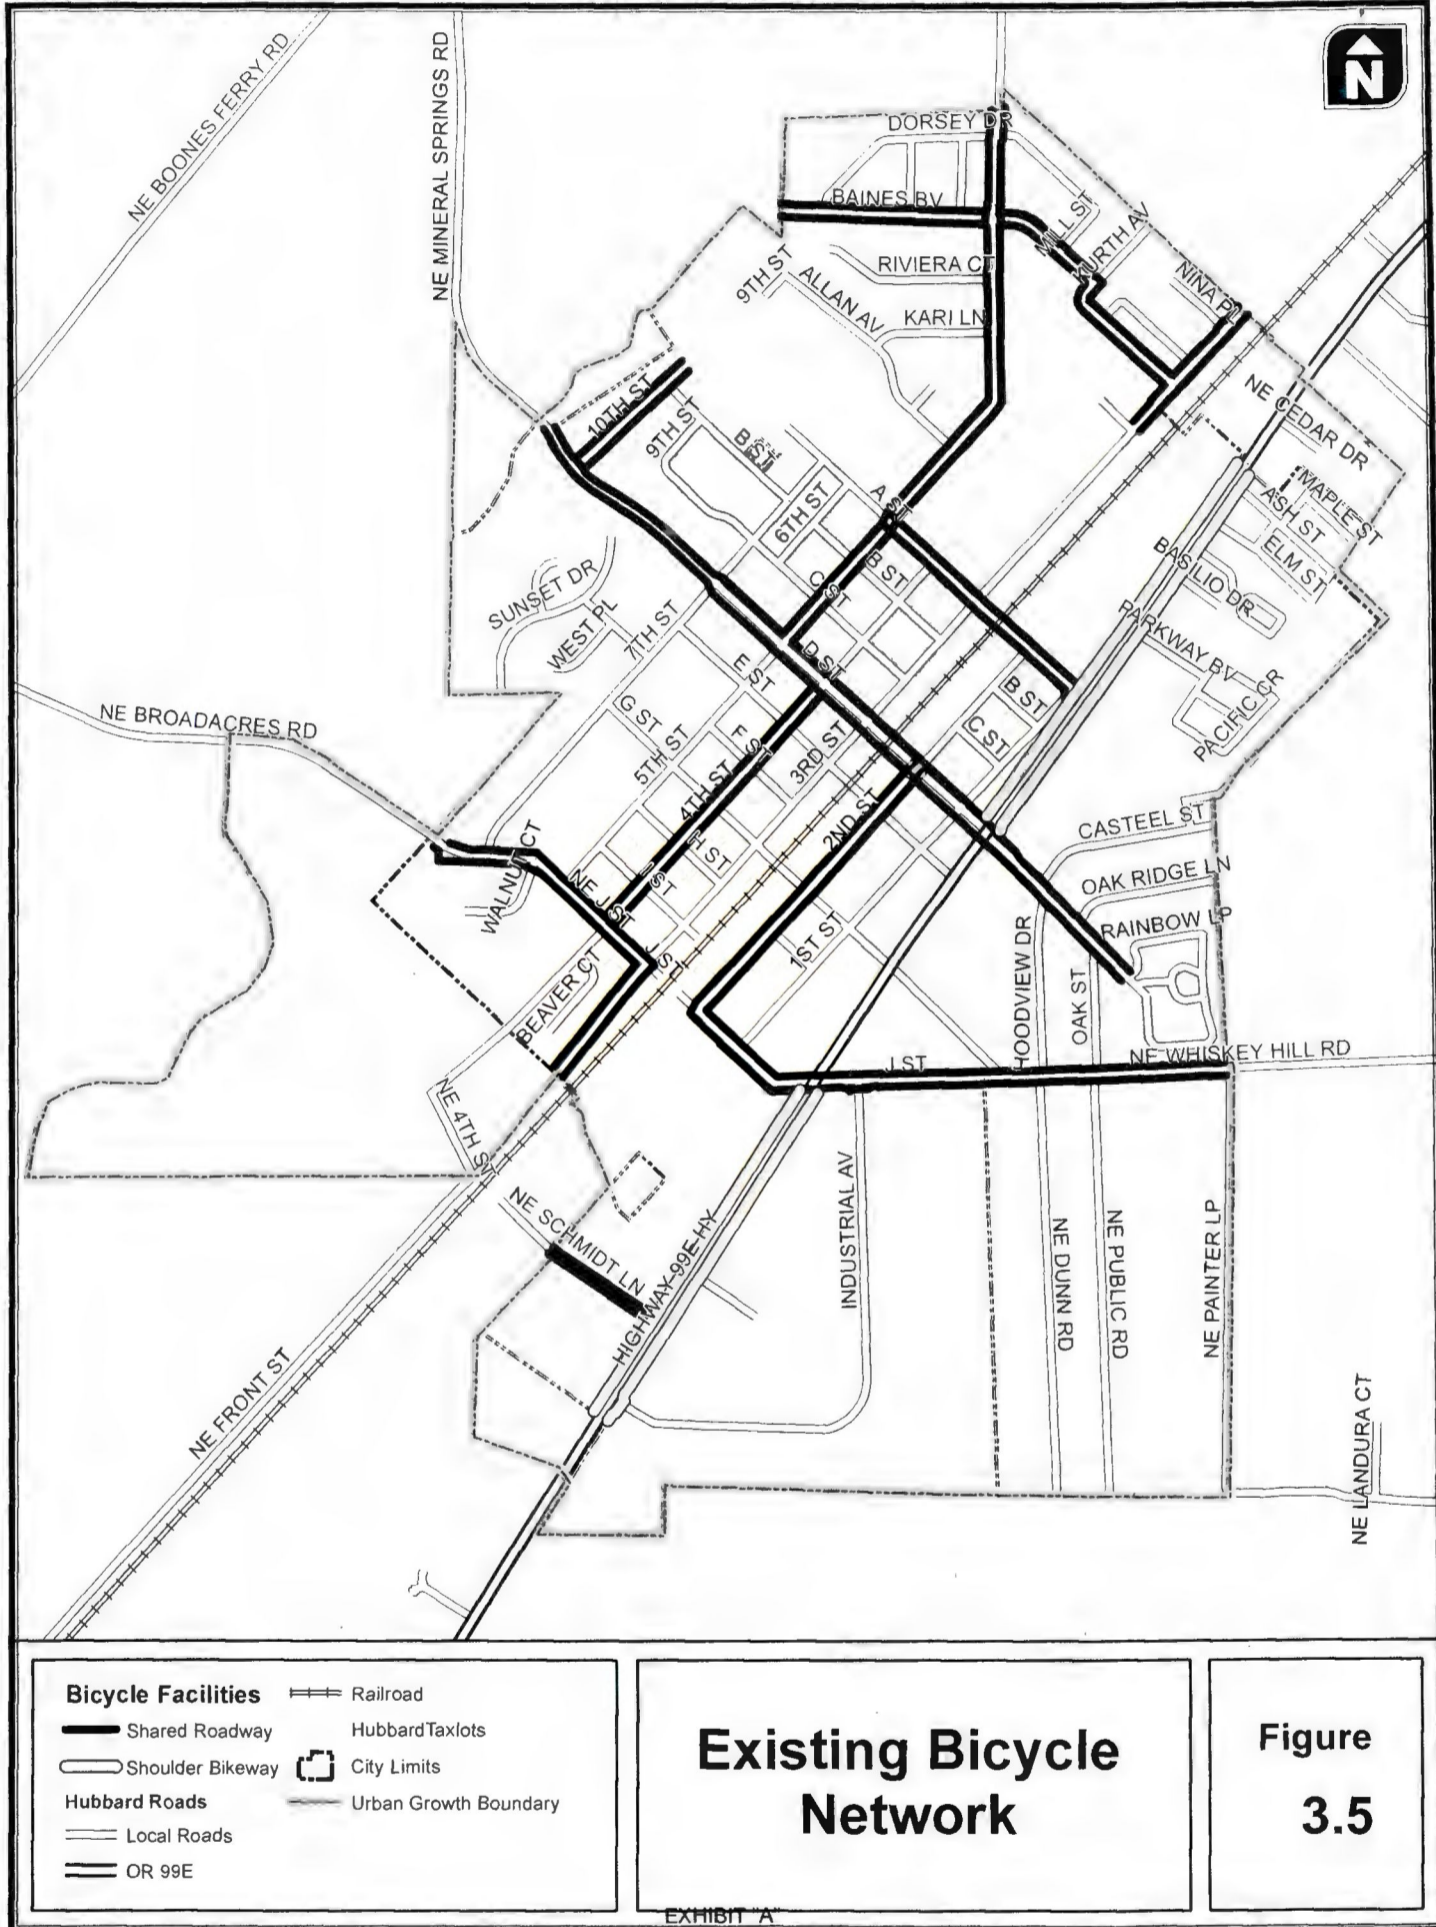 N
NE BOONES FERRY RD
NE MINERAL SPRINGS RD
DORSEY DR
BAINES BV
MILL ST
KURTH AV
RIVIERA CT
9TH ST
ALLAN AV
KARI LN
NINA PL
NE CEDAR DR
10TH ST
9TH ST
B ST
6TH ST
A ST
MAPLE ST
ASH ST
ELM ST
BASILIO DR
SUNSET DR
WEST PL
7TH ST
C ST
B ST
PARKWAY BV
PACIFIC CR
D ST
E ST
B ST
C ST
NE BROADACRES RD
G ST
5TH ST
F ST
4TH ST
3RD ST
2ND ST
CASTEEL ST
OAK RIDGE LN
RAINBOW LP
WALNUT CT
NE J ST
I ST
H ST
J ST
1ST ST
BEAVER CT
HOODVIEW DR
OAK ST
J ST
NE WHISKEY HILL RD
NE 4TH ST
NE SCHMIDT LN
HIGHWAY 99E HY
INDUSTRIAL AV
NE DUNN RD
NE PUBLIC RD
NE PAINTER LP
NE FRONT ST
NE LANDURA CT
Bicycle Facilities
Shared Roadway
Shoulder Bikeway
Hubbard Roads
Local Roads
OR 99E
Railroad
HubbardTaxlots
City Limits
Urban Growth Boundary
Existing Bicycle
Network
Figure
3.5
EXHIBIT "A"